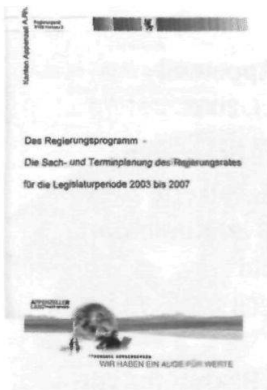 Kanton Appenzell A.Rh.
Das Regierungsprogramm -
Die Sach- und Terminplanung des Regierungsrates
für die Legislaturperiode 2003 bis 2007
APPENZELLER
WIR HABEN EIN AUGE FÜR WERTE